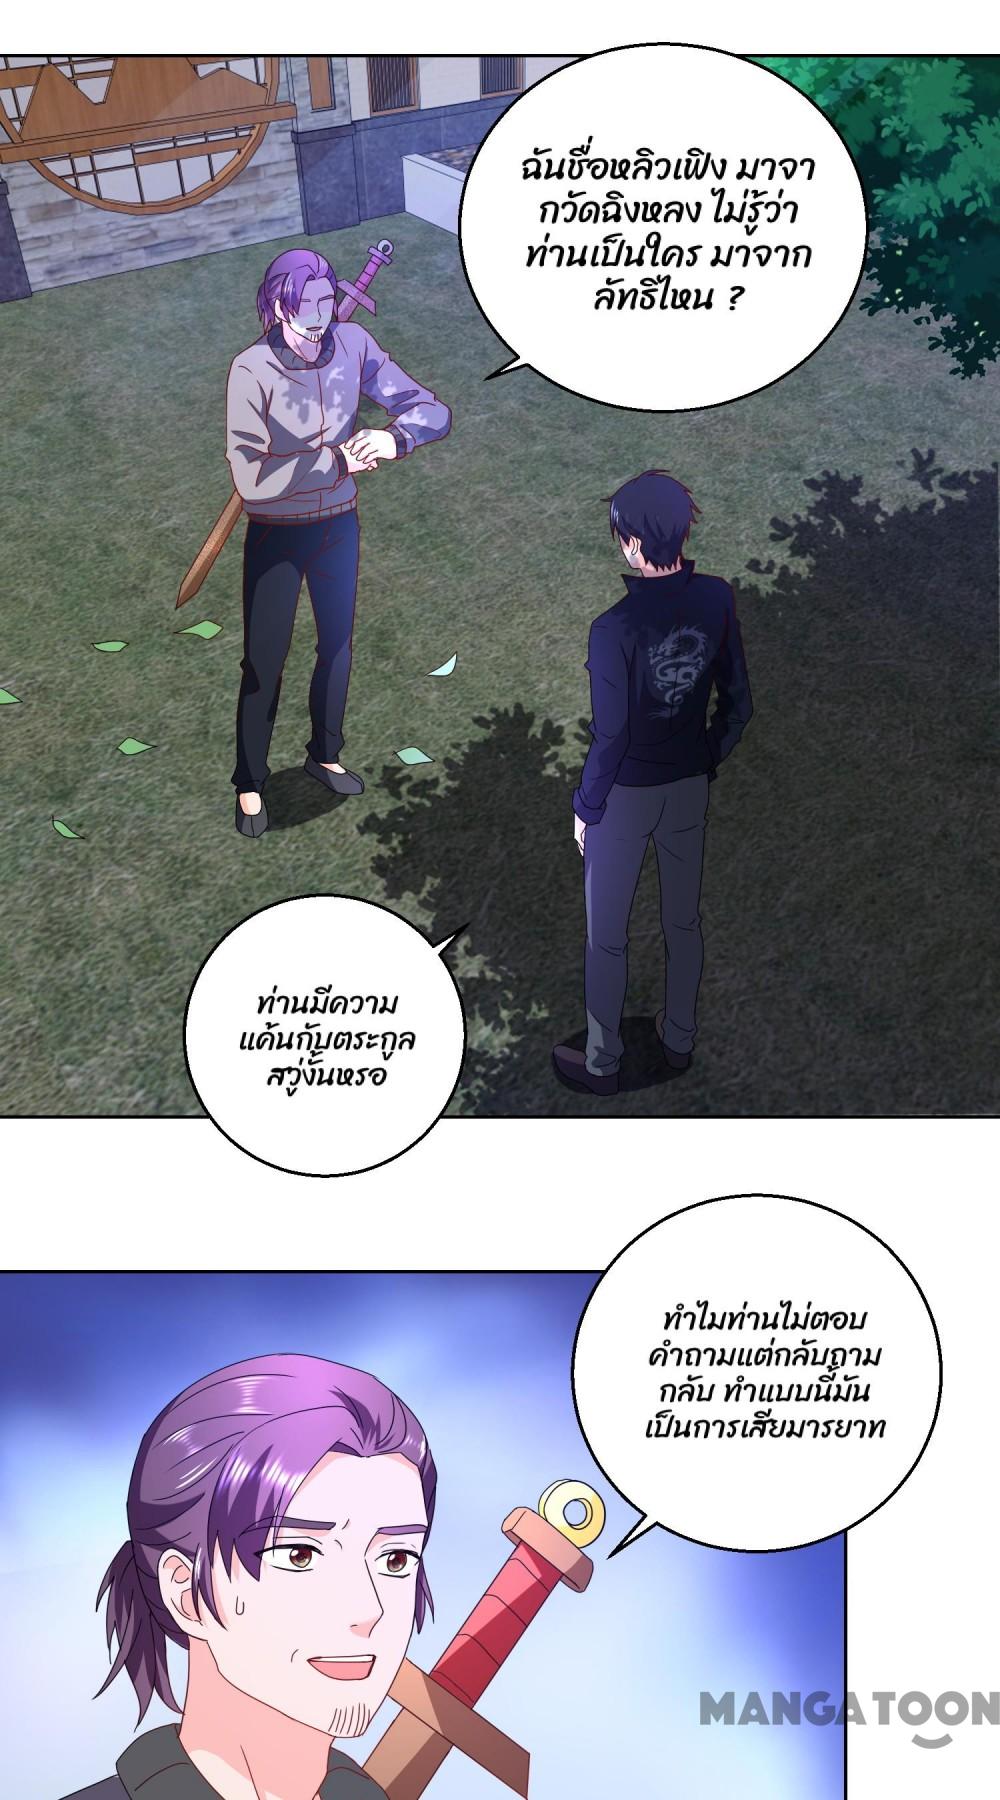 ฉันชื่อหลิวเฟิง มาจา
กวัดฉิงหลง ไม่รู้ว่า
ท่านเป็นใคร มาจาก
ลัทธิไหน ?
ท่านมีความ
แค้นกับตระกูล
สวู่งั้นหรอ
ทำไมท่านไม่ตอบ
คำถามแต่กลับถาม
กลับ ทำแบบนี้มัน
เป็นการเสียมารยาท
MANGATOON